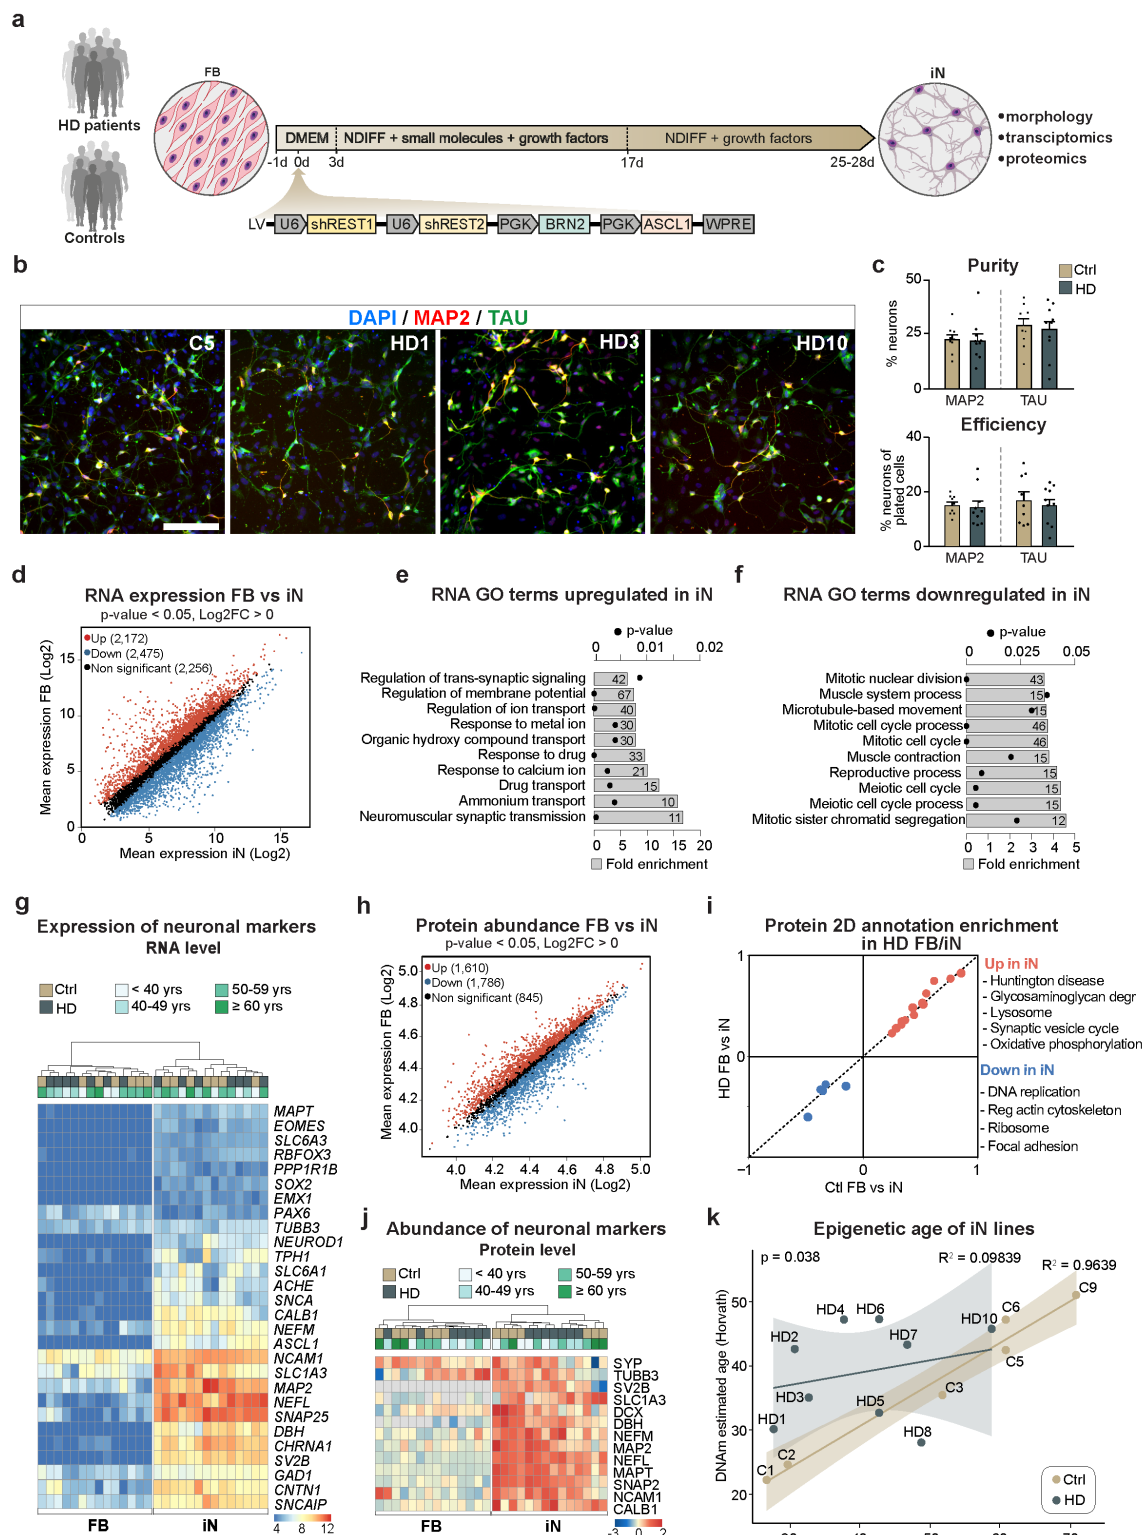 a
HD patients
Controls
FB
iN
DMEM
NDIFF + small molecules + growth factors
NDIFF + growth factors
-1d
0d
3d
17d
25-28d
morphology
transciptomics
proteomics
LV
U6
shREST1
U6
shREST2
PGK
BRN2
PGK
ASCL1
WPRE
b
DAPI / MAP2 / TAU
C5
HD1
HD3
HD10
c
Purity
Ctrl
HD
% neurons
50
25
0
MAP2
TAU
Efficiency
% neurons of
plated cells
40
20
0
MAP2
TAU
d
RNA expression FB vs iN
p-value < 0.05, Log2FC > 0
Up (2,172)
Down (2,475)
Non significant (2,256)
Mean expression FB (Log2)
15
10
5
0
0
5
10
15
Mean expression iN (Log2)
e
RNA GO terms upregulated in iN
p-value
0
0.01
0.02
Regulation of trans-synaptic signaling
42
Regulation of membrane potential
67
Regulation of ion transport
40
Response to metal ion
30
Organic hydroxy compound transport
30
Response to drug
33
Response to calcium ion
21
Drug transport
15
Ammonium transport
10
Neuromuscular synaptic transmission
11
0
5
10
15
20
Fold enrichment
f
RNA GO terms downregulated in iN
p-value
0
0.025
0.05
Mitotic nuclear division
43
Muscle system process
15
Microtubule-based movement
15
Mitotic cell cycle process
46
Mitotic cell cycle
46
Muscle contraction
15
Reproductive process
15
Meiotic cell cycle
15
Meiotic cell cycle process
15
Mitotic sister chromatid segregation
12
0
1
2
3
4
5
Fold enrichment
g
Expression of neuronal markers
RNA level
Ctrl
HD
< 40 yrs
40-49 yrs
50-59 yrs
≥ 60 yrs
MAPT
EOMES
SLC6A3
RBFOX3
PPP1R1B
SOX2
EMX1
PAX6
TUBB3
NEUROD1
TPH1
SLC6A1
ACHE
SNCA
CALB1
NEFM
ASCL1
NCAM1
SLC1A3
MAP2
NEFL
SNAP25
DBH
CHRNA1
SV2B
GAD1
CNTN1
SNCAIP
FB
iN
4
8
12
h
Protein abundance FB vs iN
p-value < 0.05, Log2FC > 0
Up (1,610)
Down (1,786)
Non significant (845)
Mean expression FB (Log2)
5.0
4.8
4.6
4.4
4.2
4.0
4.0
4.2
4.4
4.6
4.8
5.0
Mean expression iN (Log2)
i
Protein 2D annotation enrichment
in HD FB/iN
HD FB vs iN
1
0
−1
0
1
Ctl FB vs iN
Up in iN
- Huntington disease
- Glycosaminoglycan degr
- Lysosome
- Synaptic vesicle cycle
- Oxidative phosphorylation
Down in iN
- DNA replication
- Reg actin cytoskeleton
- Ribosome
- Focal adhesion
j
Abundance of neuronal markers
Protein level
Ctrl
HD
< 40 yrs
40-49 yrs
50-59 yrs
≥ 60 yrs
SYP
TUBB3
SV2B
SLC1A3
DCX
DBH
NEFM
MAP2
NEFL
MAPT
SNAP2
NCAM1
CALB1
FB
iN
-3
0
2
k
Epigenetic age of iN lines
p = 0.038
R² = 0.09839
R² = 0.9639
DNAm estimated age (Horvath)
50
40
30
20
HD4
HD6
HD2
HD7
HD10
C6
C9
C5
HD3
C3
HD5
HD1
HD8
C2
C1
Ctrl
HD